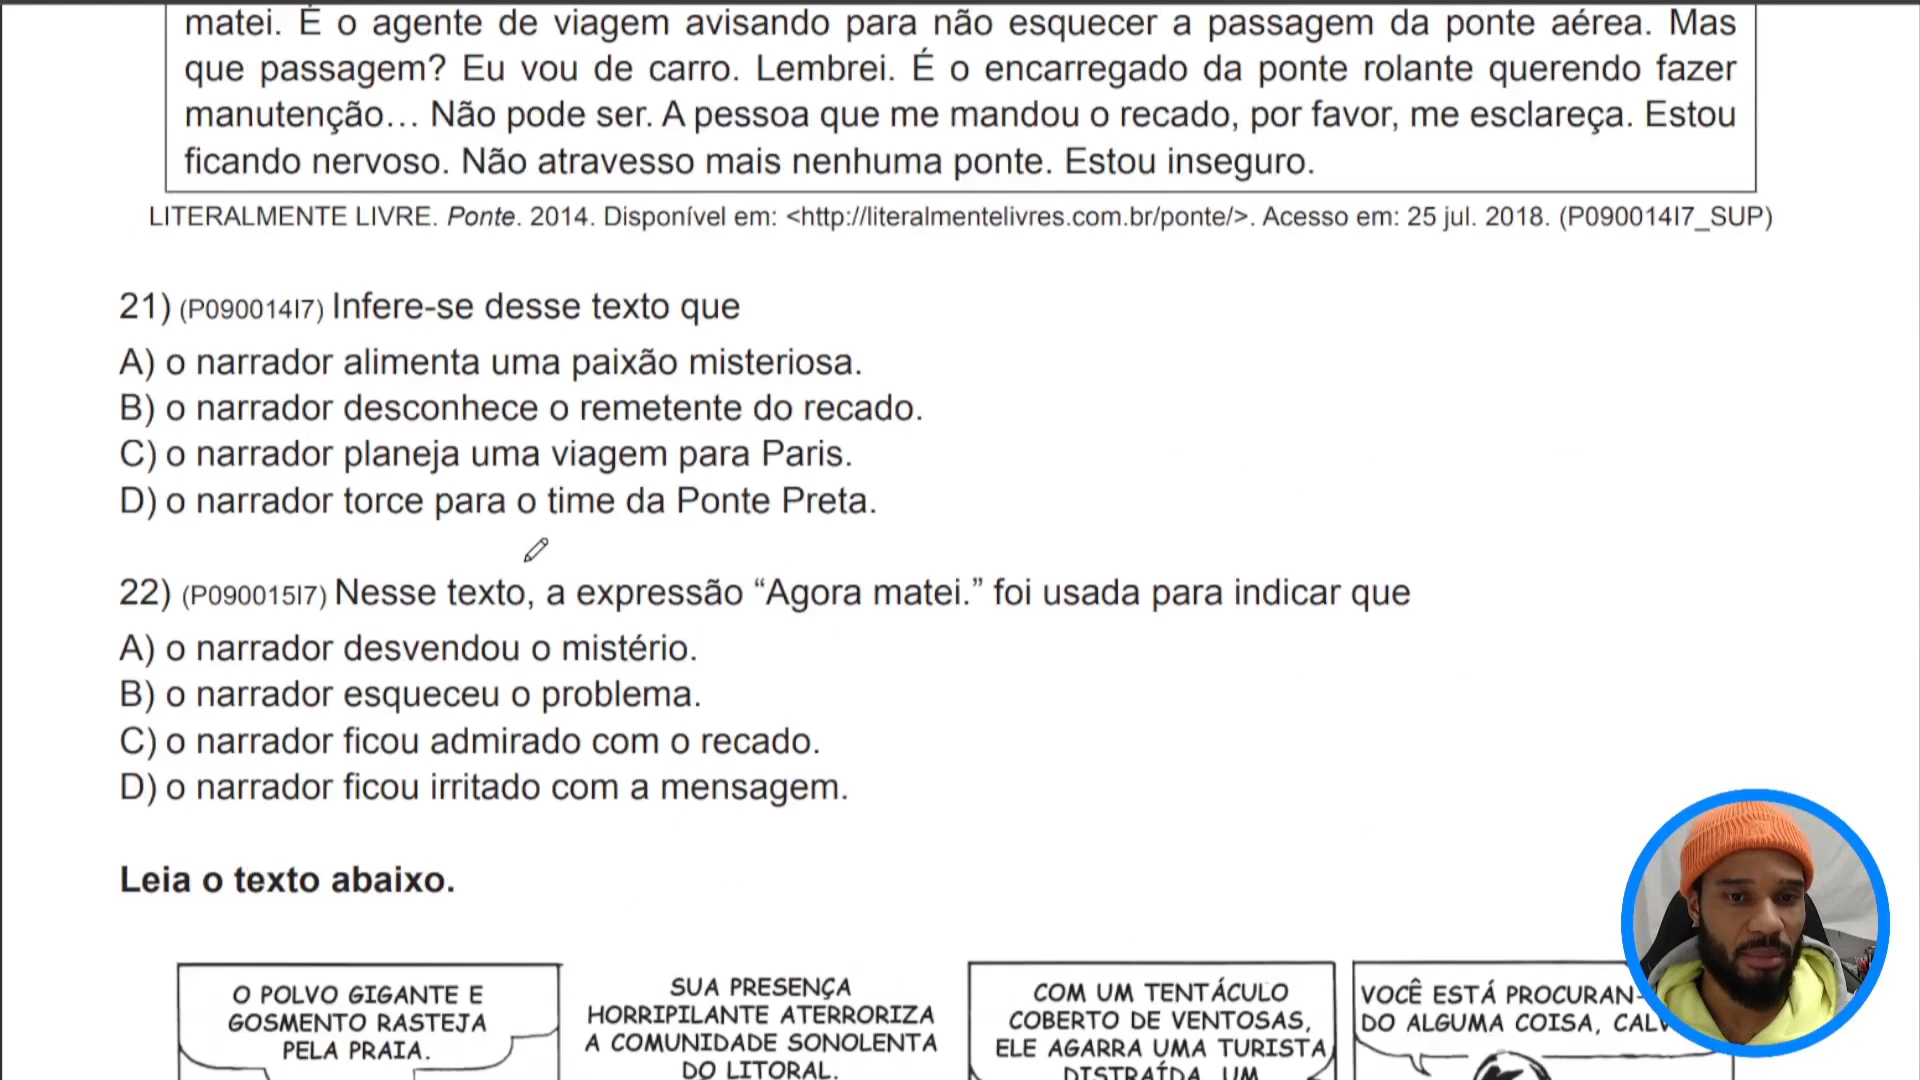 matei. É o agente de viagem avisando para não esquecer a passagem da ponte aérea. Mas
que passagem? Eu vou de carro. Lembrei. É o encarregado da ponte rolante querendo fazer
manutenção… Não pode ser. A pessoa que me mandou o recado, por favor, me esclareça. Estou
ficando nervoso. Não atravesso mais nenhuma ponte. Estou inseguro.
LITERALMENTE LIVRE. Ponte. 2014. Disponível em: <http://literalmentelivres.com.br/ponte/>. Acesso em: 25 jul. 2018. (P090014I7_SUP)
21) (P090014I7) Infere-se desse texto que
A) o narrador alimenta uma paixão misteriosa.
B) o narrador desconhece o remetente do recado.
C) o narrador planeja uma viagem para Paris.
D) o narrador torce para o time da Ponte Preta.
22) (P090015I7) Nesse texto, a expressão “Agora matei.” foi usada para indicar que
A) o narrador desvendou o mistério.
B) o narrador esqueceu o problema.
C) o narrador ficou admirado com o recado.
D) o narrador ficou irritado com a mensagem.
Leia o texto abaixo.
O POLVO GIGANTE E
GOSMENTO RASTEJA
PELA PRAIA.
SUA PRESENÇA
HORRIPILANTE ATERRORIZA
A COMUNIDADE SONOLENTA
DO LITORAL.
COM UM TENTÁCULO
COBERTO DE VENTOSAS,
ELE AGARRA UMA TURISTA
DISTRAÍDA. UM
VOCÊ ESTÁ PROCURAN-
DO ALGUMA COISA,